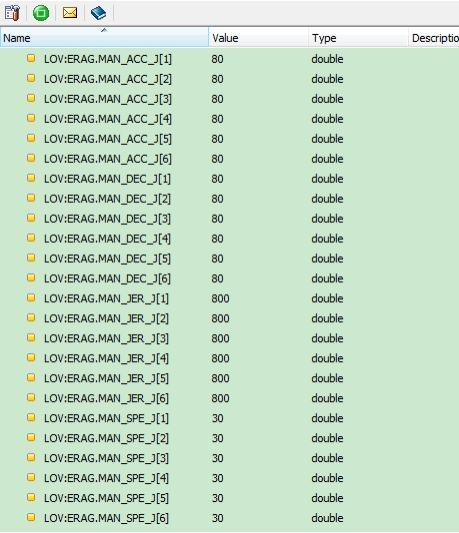 Name Value Type Descriptio
LOV:ERAG.MAN_ACC_J[1] 80 double
LOV:ERAG.MAN_ACC_J[2] 80 double
LOV:ERAG.MAN_ACC_J[3] 80 double
LOV:ERAG.MAN_ACC_J[4] 80 double
LOV:ERAG.MAN_ACC_J[5] 80 double
LOV:ERAG.MAN_ACC_J[6] 80 double
LOV:ERAG.MAN_DEC_J[1] 80 double
LOV:ERAG.MAN_DEC_J[2] 80 double
LOV:ERAG.MAN_DEC_J[3] 80 double
LOV:ERAG.MAN_DEC_J[4] 80 double
LOV:ERAG.MAN_DEC_J[5] 80 double
LOV:ERAG.MAN_DEC_J[6] 80 double
LOV:ERAG.MAN_JER_J[1] 800 double
LOV:ERAG.MAN_JER_J[2] 800 double
LOV:ERAG.MAN_JER_J[3] 800 double
LOV:ERAG.MAN_JER_J[4] 800 double
LOV:ERAG.MAN_JER_J[5] 800 double
LOV:ERAG.MAN_JER_J[6] 800 double
LOV:ERAG.MAN_SPE_J[1] 30 double
LOV:ERAG.MAN_SPE_J[2] 30 double
LOV:ERAG.MAN_SPE_J[3] 30 double
LOV:ERAG.MAN_SPE_J[4] 30 double
LOV:ERAG.MAN_SPE_J[5] 30 double
LOV:ERAG.MAN_SPE_J[6] 30 double